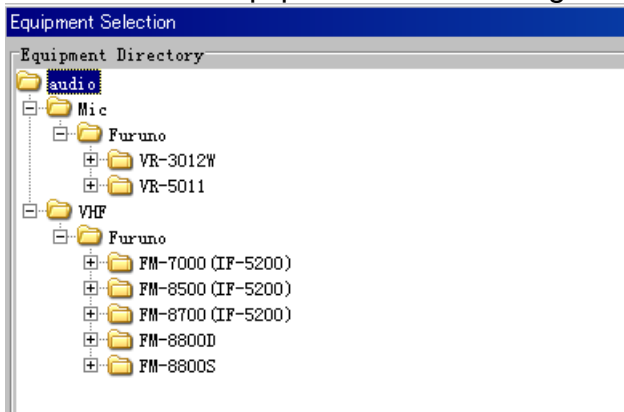 Equipment Selection
Equipment Directory
audio
Mic
Furuno
VR-3012W
VR-5011
VHF
Furuno
FM-7000(IF-5200)
FM-8500(IF-5200)
FM-8700(IF-5200)
FM-8800D
FM-8800S